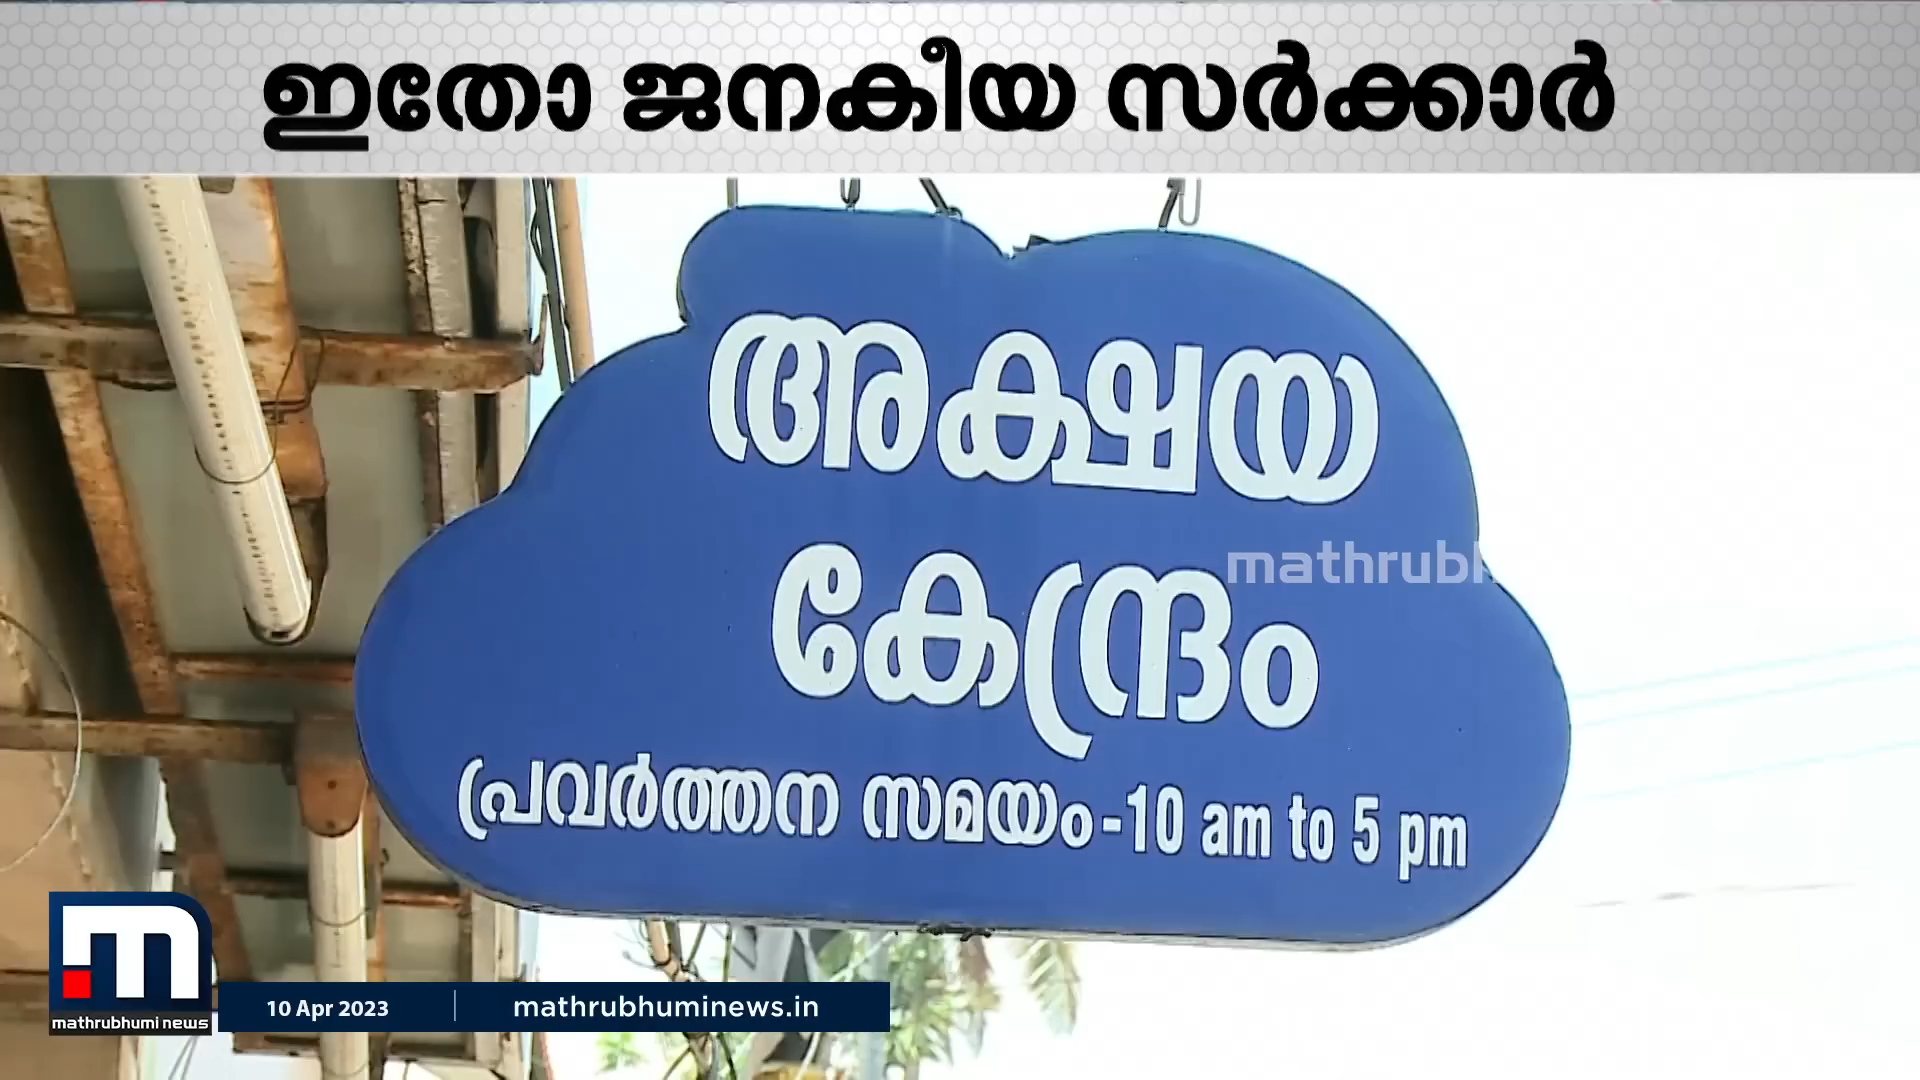 ഇതോ ജനകീയ സർക്കാർ
അക്ഷയ
കേന്ദ്രം
mathrubh
പ്രവർത്തന സമയം-10 am to 5 pm
mathrubhumi news
10 Apr 2023
mathrubhuminews.in